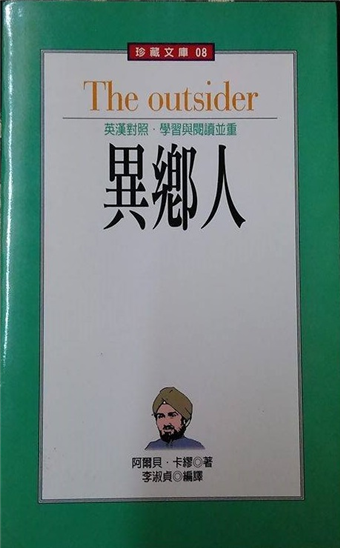 珍藏文庫 08
The outsider
英漢對照・學習與閱讀並重
異鄉人
阿爾貝・卡繆◎著
李淑貞◎編譯